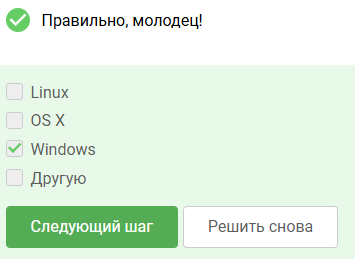 Правильно, молодец!
Linux
OS X
Windows
Другую
Следующий шаг
Решить снова